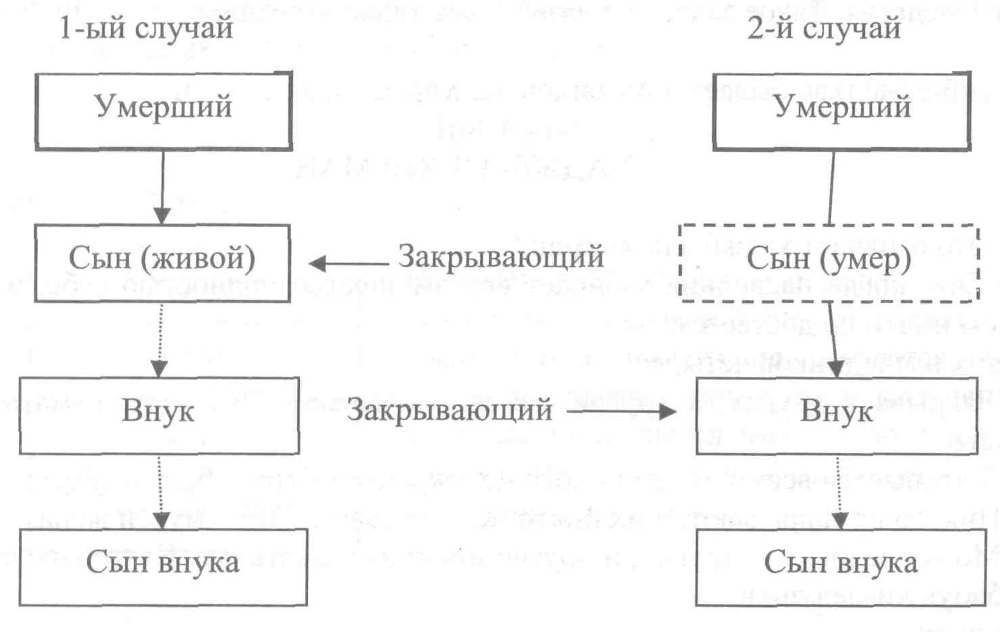 1-ый случай
2-й случай
Умерший
Умерший
Сын (живой)
Закрывающий
Сын (умер)
Внук
Закрывающий
Внук
Сын внука
Сын внука